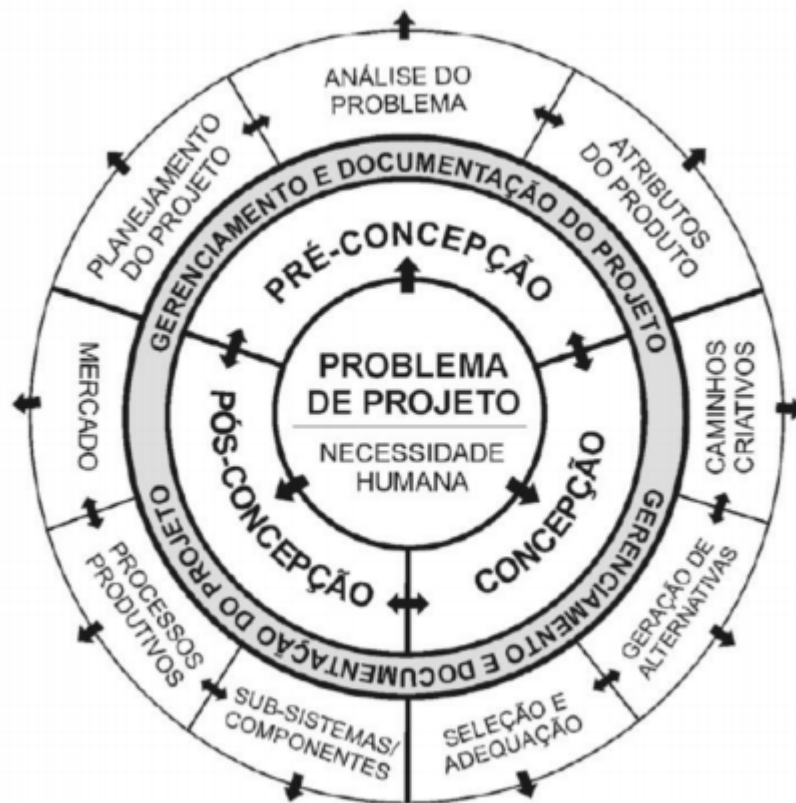 ANÁLISE DO
PROBLEMA
ATRIBUTOS
DO PRODUTO
CAMINHOS
CRIATIVOS
GERAÇÃO DE
ALTERNATIVAS
SELEÇÃO E
ADEQUAÇÃO
SUB-SISTEMAS/
COMPONENTES
PROCESSOS
PRODUTIVOS
MERCADO
PLANEJAMENTO
DO PROJETO
GERENCIAMENTO E DOCUMENTAÇÃO DO PROJETO
GERENCIAMENTO E DOCUMENTAÇÃO DO PROJETO
PRÉ-CONCEPÇÃO
CONCEPÇÃO
PÓS-CONCEPÇÃO
PROBLEMA
DE PROJETO
NECESSIDADE
HUMANA